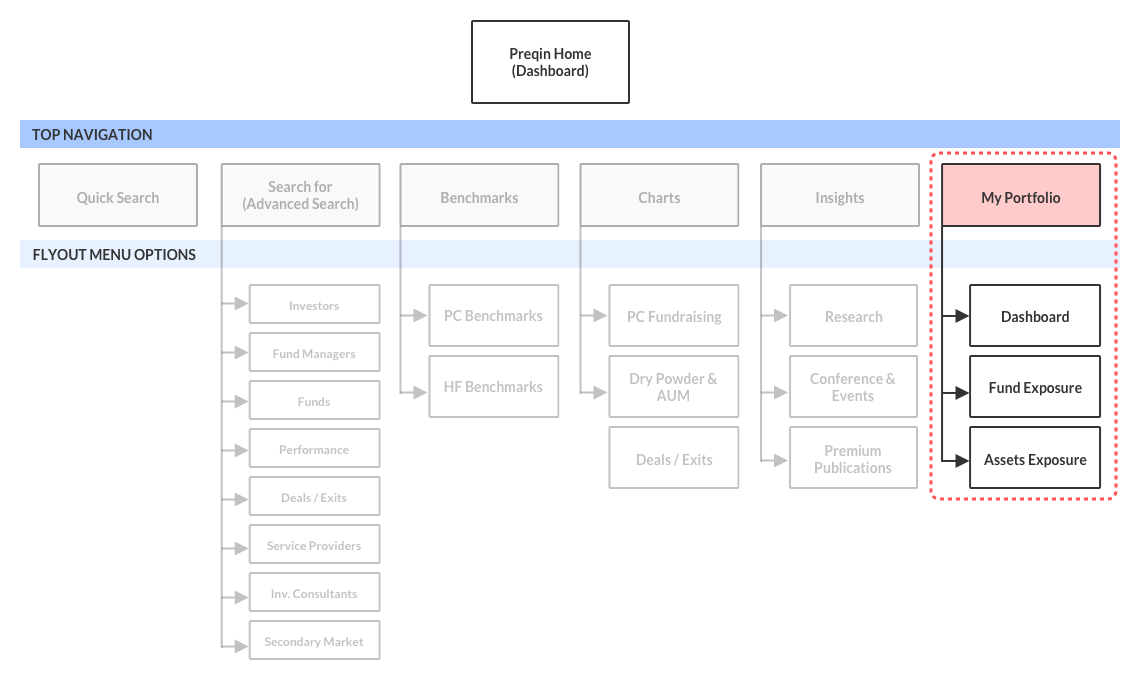 Preqin Home
(Dashboard)
TOP NAVIGATION
Quick Search
Search for
(Advanced Search)
Benchmarks
Charts
Insights
My Portfolio
FLYOUT MENU OPTIONS
Investors
Fund Managers
Funds
Performance
Deals / Exits
Service Providers
Inv. Consultants
Secondary Market
PC Benchmarks
HF Benchmarks
PC Fundraising
Dry Powder &
AUM
Deals / Exits
Research
Conference &
Events
Premium
Publications
Dashboard
Fund Exposure
Assets Exposure